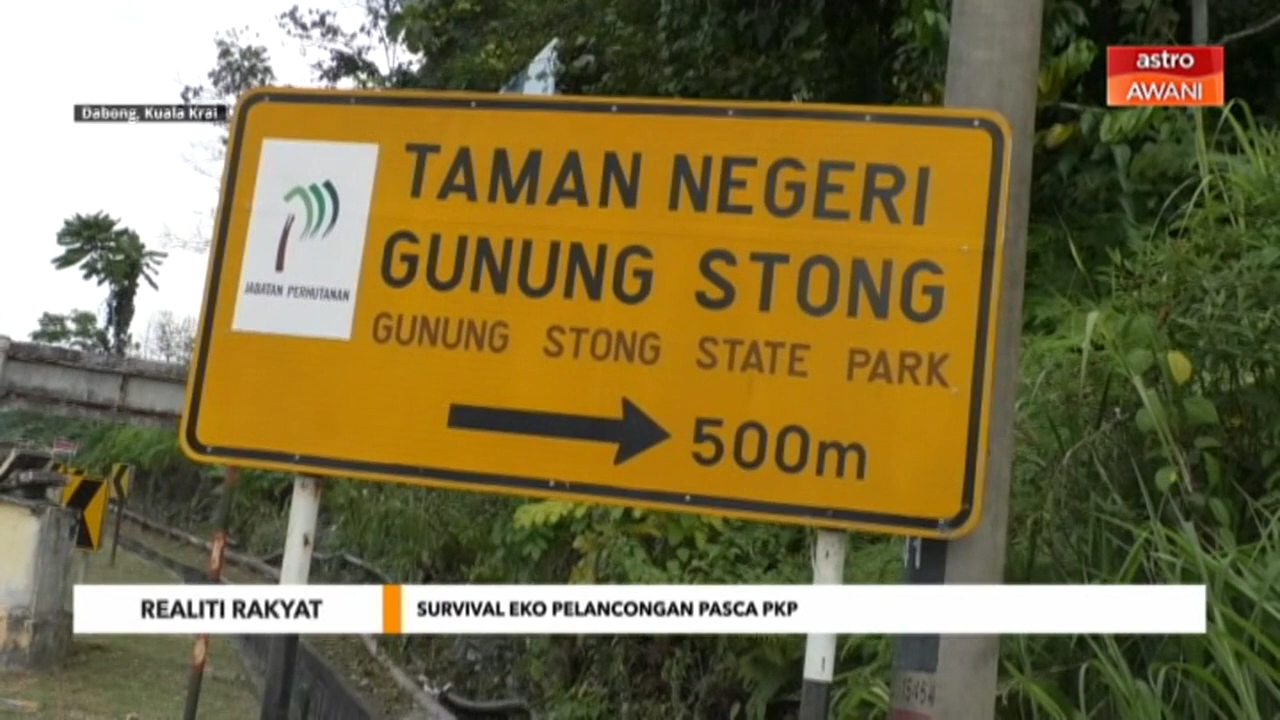 astro
AWANI
Dabong, Kuala Krai
TAMAN NEGERI
GUNUNG STONG
GUNUNG STONG STATE PARK
JABATAN PERHUTANAN
500m
REALITI RAKYAT
SURVIVAL EKO PELANCONGAN PASCA PKP